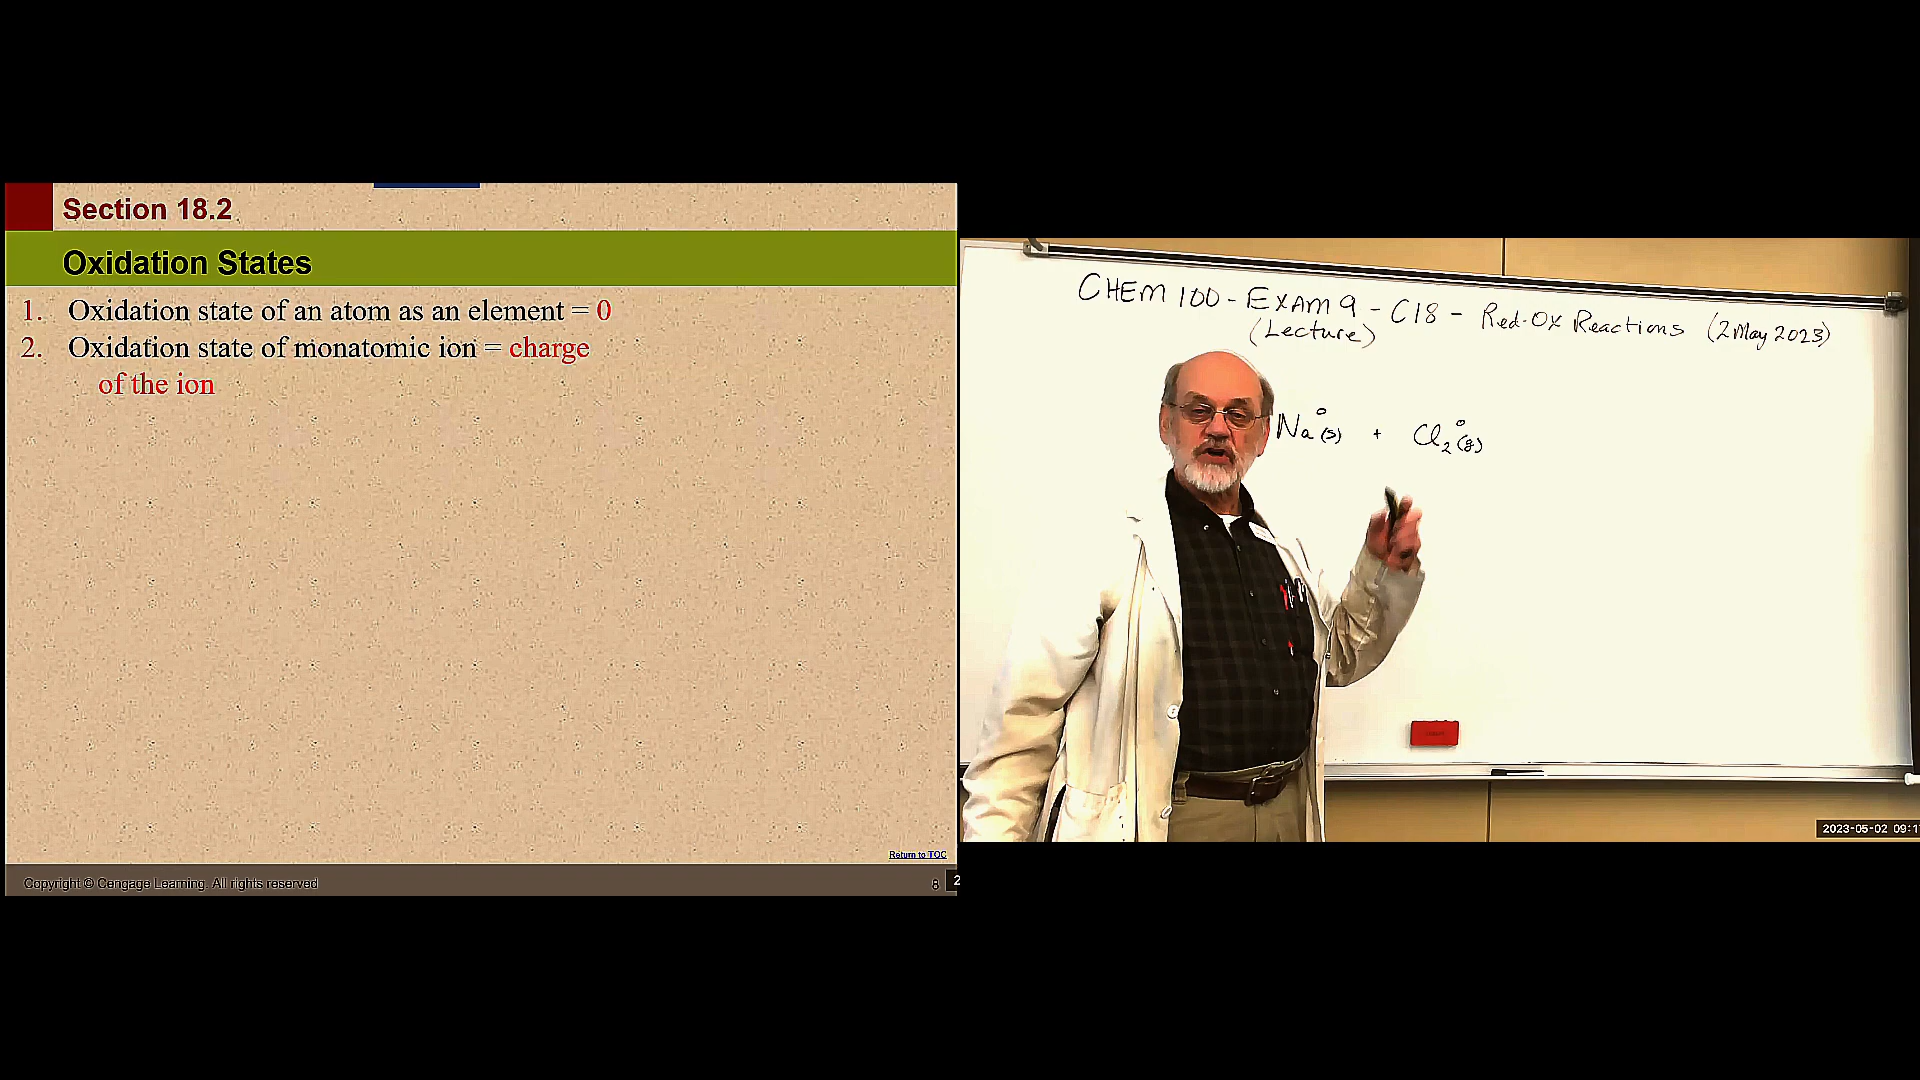 Section 18.2
Oxidation States
1. Oxidation state of an atom as an element = 0
2. Oxidation state of monatomic ion = charge
of the ion
Return to TOC
Copyright © Cengage Learning. All rights reserved
8
2
CHEM 100 - EXAM 9 - C18 - Red-Ox Reactions (2 May 2023)
(Lecture)
Na°(s) + Cl₂°(g)
2023-05-02 09:1